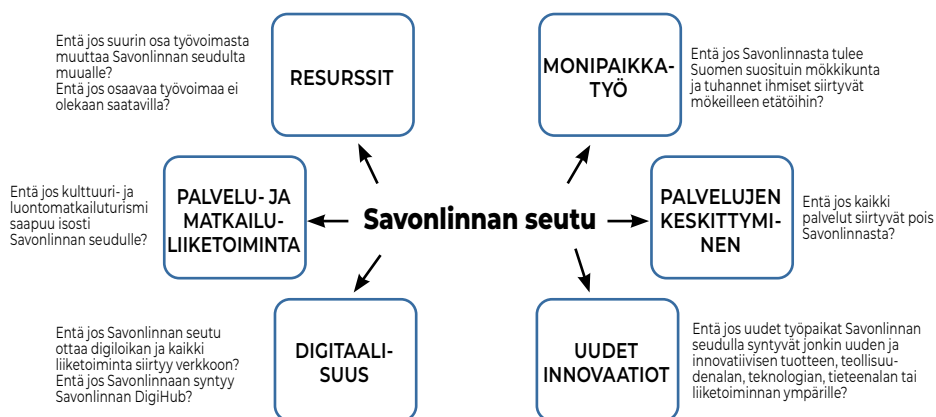 Entä jos suurin osa työvoimasta
muuttaa Savonlinnan seudulta
muualle?
Entä jos osaavaa työvoimaa ei
olekaan saatavilla?
RESURSSIT
MONIPAIKKA-
TYÖ
Entä jos Savonlinnasta tulee
Suomen suosituin mökkikunta
ja tuhannet ihmiset siirtyvät
mökeilleen etätöihin?
Entä jos kulttuuri- ja
luontomatkailuturismi
saapuu isosti
Savonlinnan seudulle?
PALVELU- JA
MATKAILU-
LIIKETOIMINTA
Savonlinnan seutu
PALVELUJEN
KESKITTYMI-
NEN
Entä jos kaikki
palvelut siirtyvät pois
Savonlinnasta?
Entä jos Savonlinnan seutu
ottaa digiloikan ja kaikki
liiketoiminta siirtyy verkkoon?
Entä jos Savonlinnaan syntyy
Savonlinnan DigiHub?
DIGITAALI-
SUUS
UUDET
INNOVAATIOT
Entä jos uudet työpaikat Savonlinnan
seudulla syntyvät jonkin uuden ja
innovatiivisen tuotteen, teollisuu-
denalan, teknologian, tieteenalan tai
liiketoiminnan ympärille?